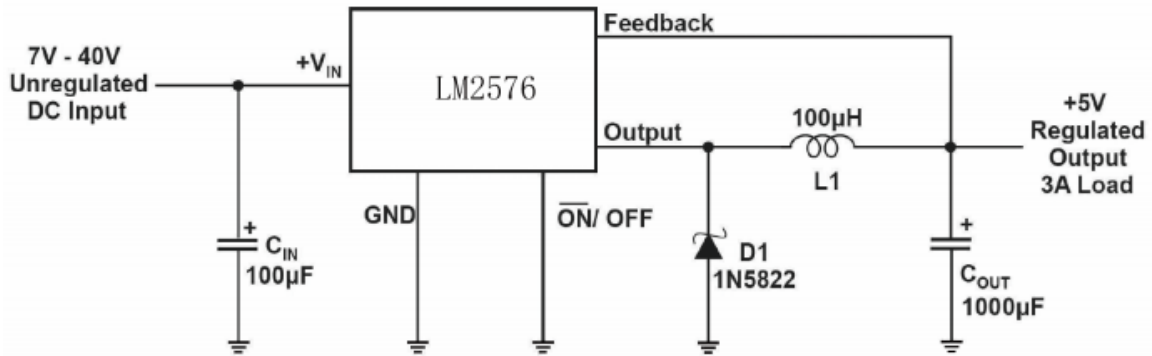 7V - 40V
Unregulated
DC Input
+VIN
LM2576
Feedback
Output
100µH
L1
+5V
Regulated
Output
3A Load
GND
ON/ OFF
+
CIN
100µF
D1
1N5822
+
COUT
1000µF